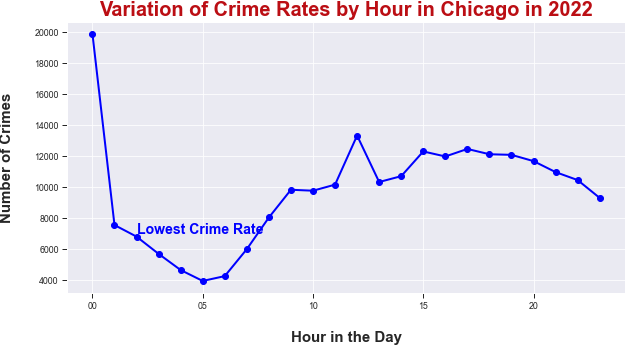 Variation of Crime Rates by Hour in Chicago in 2022
Number of Crimes
20000
18000
16000
14000
12000
10000
8000
6000
4000
Lowest Crime Rate
00 05 10 15 20
Hour in the Day